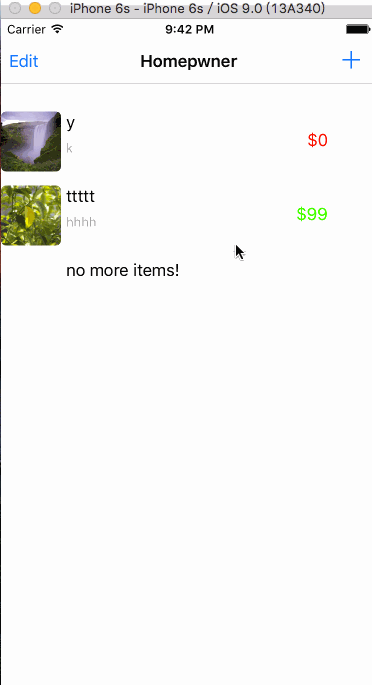 iPhone 6s - iPhone 6s / iOS 9.0 (13A340)
Carrier 9:42 PM
Edit Homepwner +
y
k
$0
ttttt
hhhh
$99
no more items!